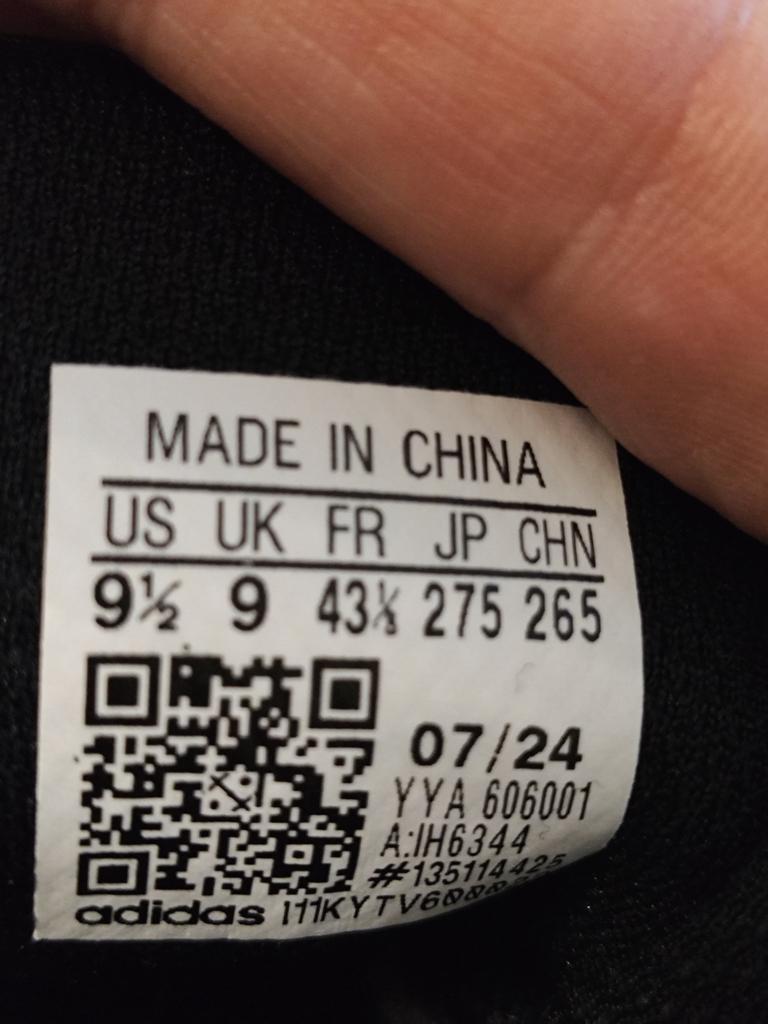 MADE IN CHINA
US UK FR JP CHN
9½ 9 43⅓ 275 265
07/24
YYA 606001
A:IH6344
#135114425
adidas